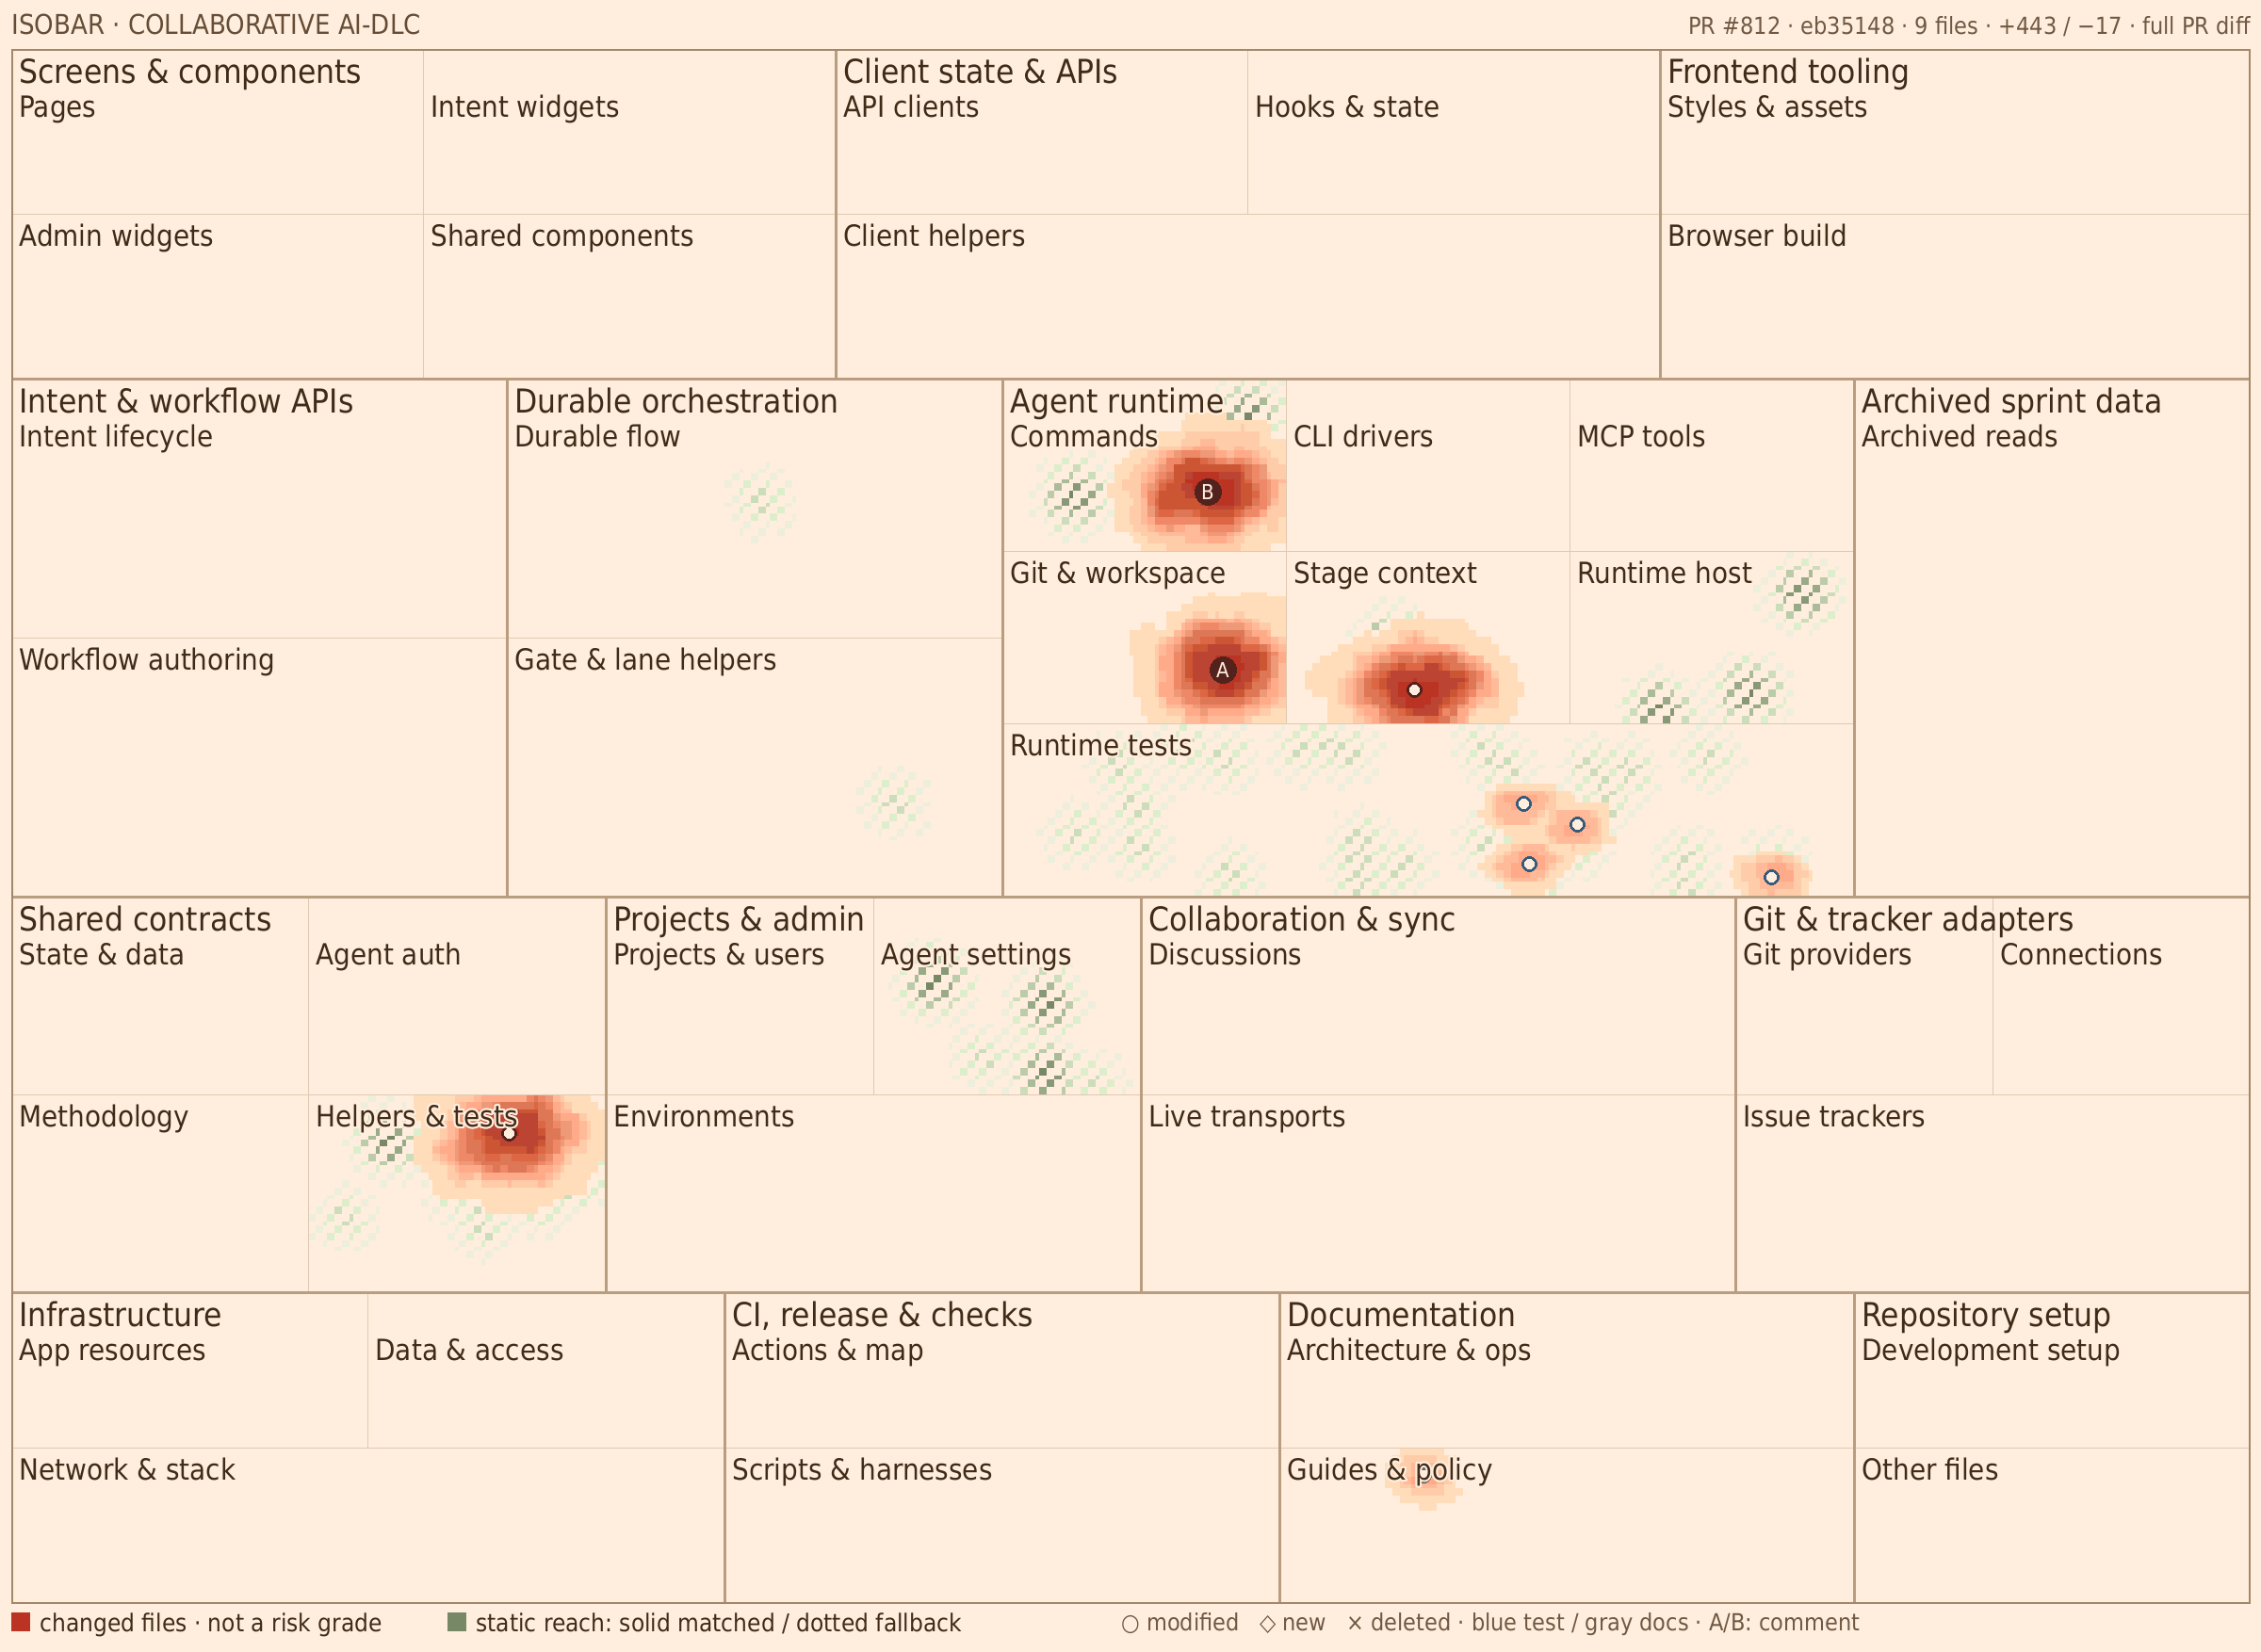 ISOBAR · COLLABORATIVE AI-DLC
PR #812 · eb35148 · 9 files · +443 / −17 · full PR diff
Screens & components
Pages
Intent widgets
Admin widgets
Shared components
Client state & APIs
API clients
Hooks & state
Client helpers
Frontend tooling
Styles & assets
Browser build
Intent & workflow APIs
Intent lifecycle
Workflow authoring
Durable orchestration
Durable flow
Gate & lane helpers
Agent runtime
Commands
CLI drivers
MCP tools
B
Git & workspace
Stage context
Runtime host
A
Runtime tests
Archived sprint data
Archived reads
Shared contracts
State & data
Agent auth
Methodology
Helpers & tests
Projects & admin
Projects & users
Agent settings
Environments
Collaboration & sync
Discussions
Live transports
Git & tracker adapters
Git providers
Connections
Issue trackers
Infrastructure
App resources
Data & access
Network & stack
CI, release & checks
Actions & map
Scripts & harnesses
Documentation
Architecture & ops
Guides & policy
Repository setup
Development setup
Other files
changed files · not a risk grade
static reach: solid matched / dotted fallback
○ modified ◇ new × deleted · blue test / gray docs · A/B: comment